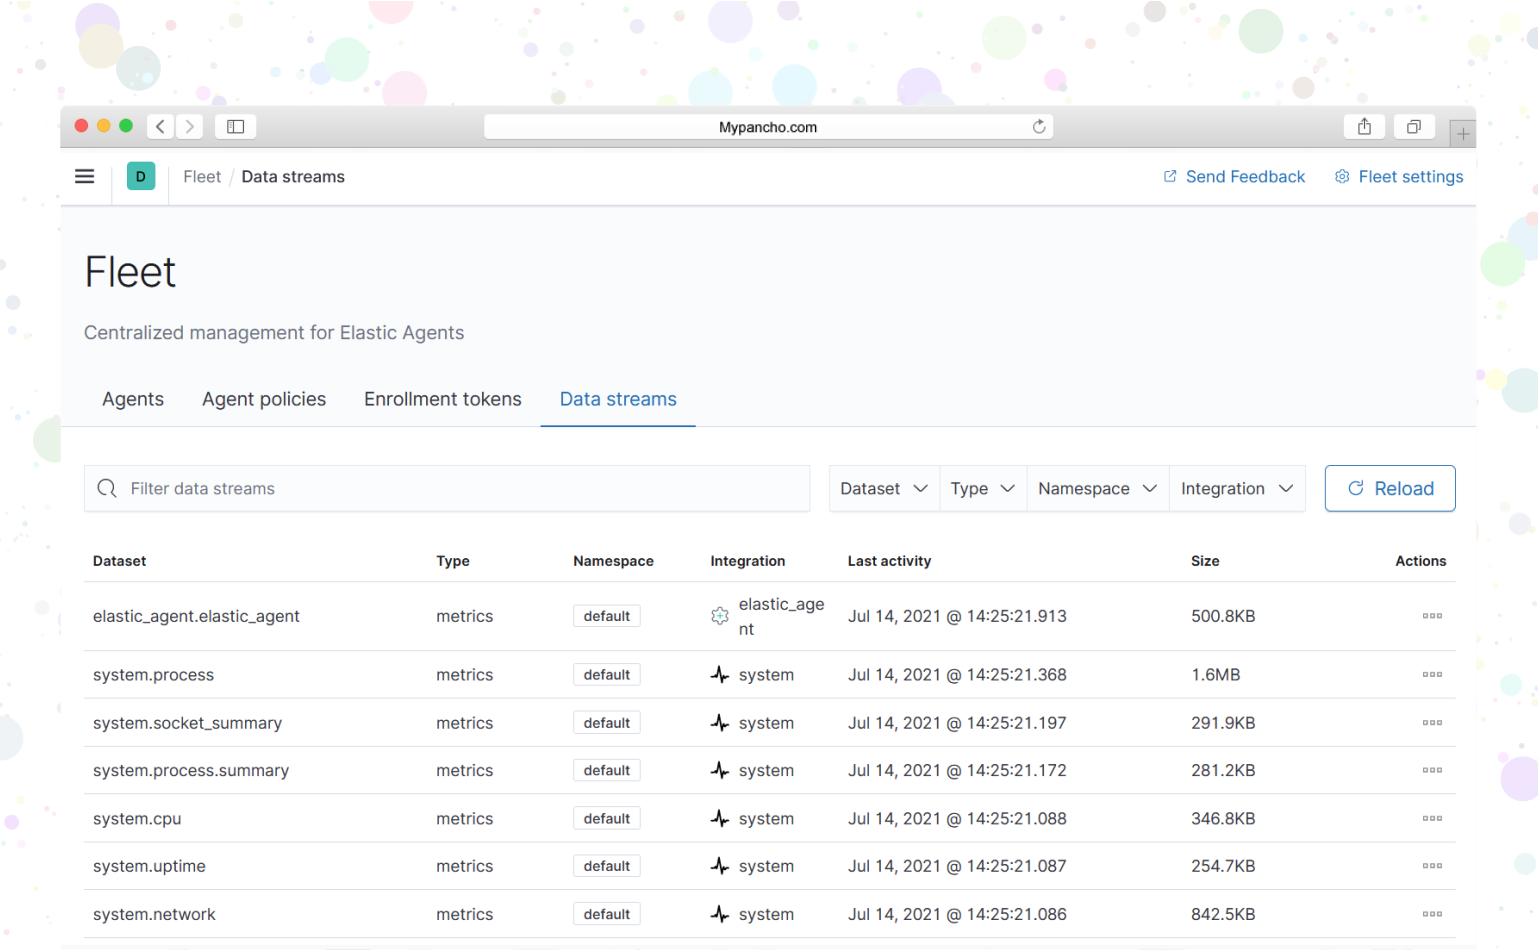 Mypancho.com
D Fleet / Data streams Send Feedback Fleet settings
Fleet
Centralized management for Elastic Agents
Agents Agent policies Enrollment tokens Data streams
Filter data streams Dataset Type Namespace Integration Reload
Dataset Type Namespace Integration Last activity Size Actions
elastic_agent.elastic_agent metrics default elastic_age
nt Jul 14, 2021 @ 14:25:21.913 500.8KB
system.process metrics default system Jul 14, 2021 @ 14:25:21.368 1.6MB
system.socket_summary metrics default system Jul 14, 2021 @ 14:25:21.197 291.9KB
system.process.summary metrics default system Jul 14, 2021 @ 14:25:21.172 281.2KB
system.cpu metrics default system Jul 14, 2021 @ 14:25:21.088 346.8KB
system.uptime metrics default system Jul 14, 2021 @ 14:25:21.087 254.7KB
system.network metrics default system Jul 14, 2021 @ 14:25:21.086 842.5KB